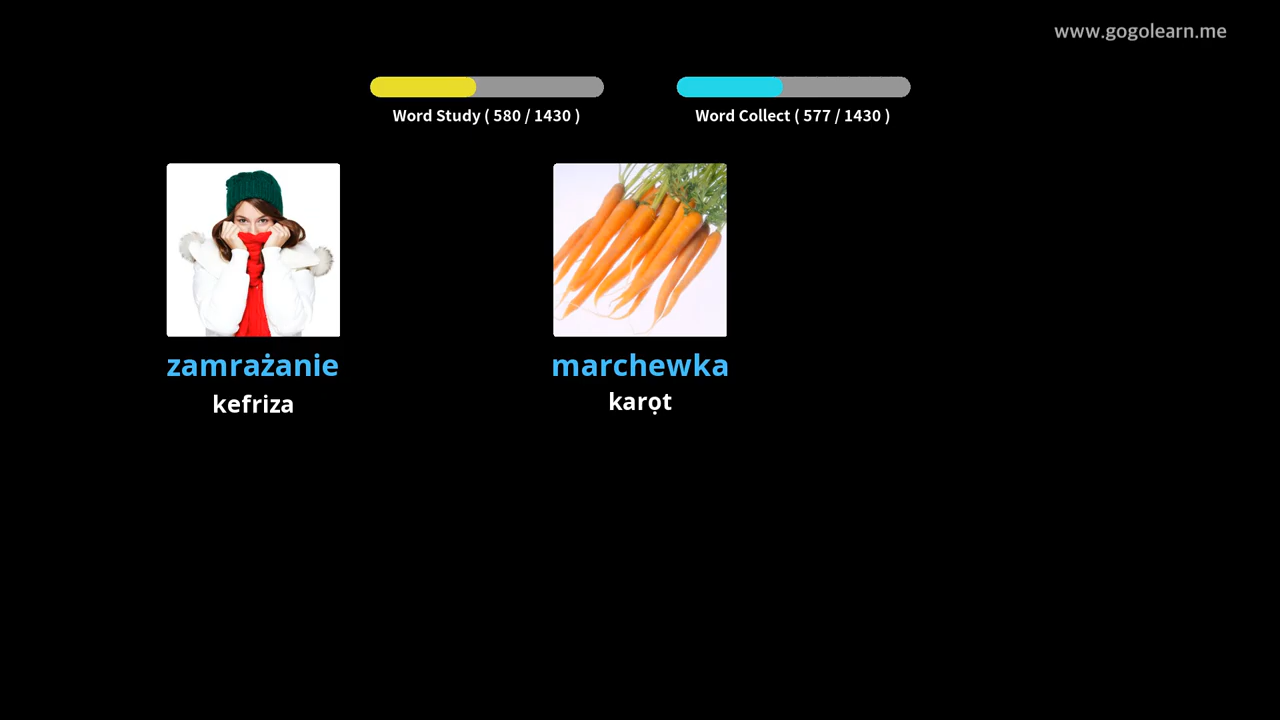 www.gogolearn.me
Word Study ( 580 / 1430 )
Word Collect ( 577 / 1430 )
zamrażanie
kefriza
marchewka
karọt